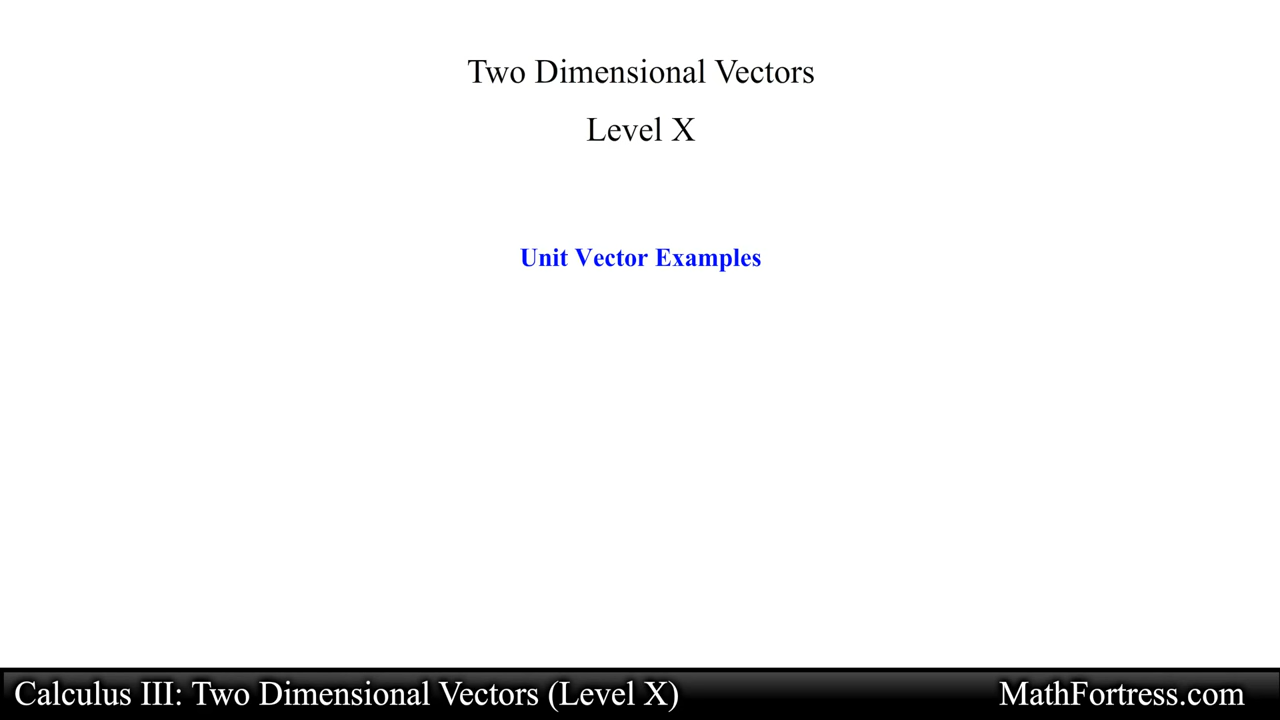 Two Dimensional Vectors
Level X
Unit Vector Examples
Calculus III: Two Dimensional Vectors (Level X)
MathFortress.com